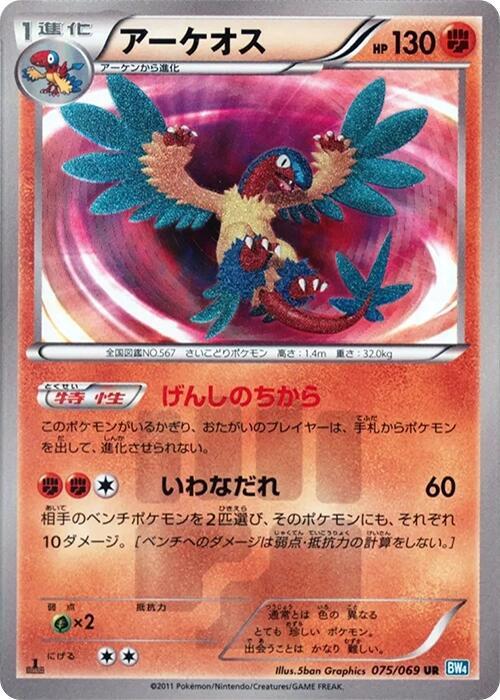 1進化
アーケオス
HP130
アーケンから進化
全国図鑑NO.567 さいこどりポケモン 高さ:1.4m 重さ:32.0kg
とくせい
特性 げんしのちから
このポケモンがいるかぎり、おたがいのプレイヤーは、手札からポケモン
を出して、進化させられない。
いわなだれ 60
相手のベンチポケモンを2匹選び、そのポケモンにも、それぞれ
10ダメージ。[ベンチへのダメージは弱点・抵抗力の計算をしない。]
弱点 抵抗力
×2
にげる
通常とは 色の 異なる
とても 珍しい ポケモン。
出会うことは かなり 難しい。
Illus.5ban Graphics 075/069 UR BW4
©2011 Pokémon/Nintendo/Creatures/GAME FREAK.